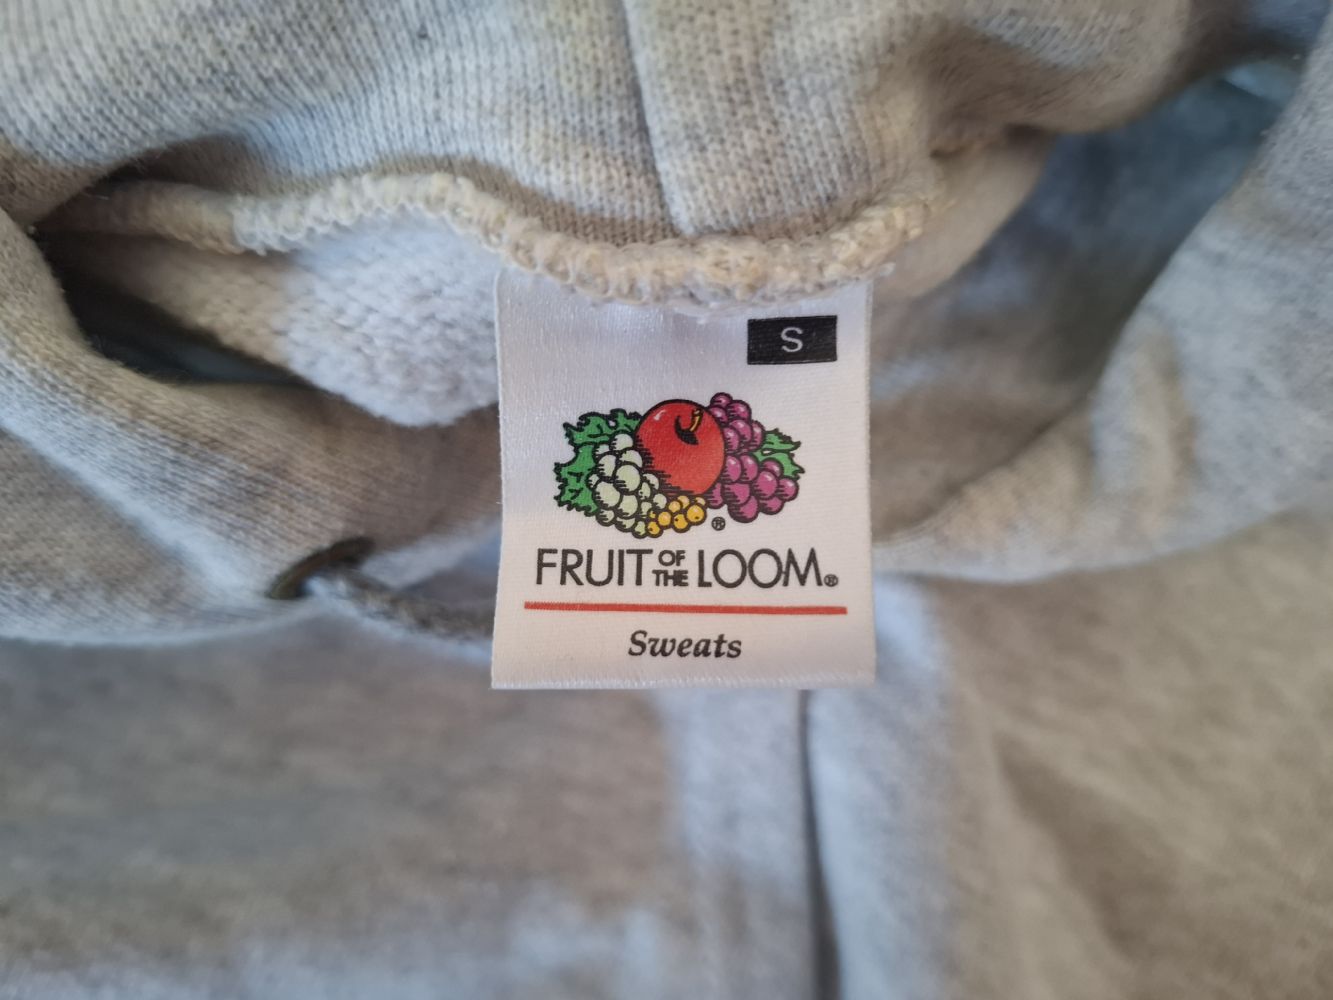 S
®
FRUIT OF THE LOOM®
Sweats